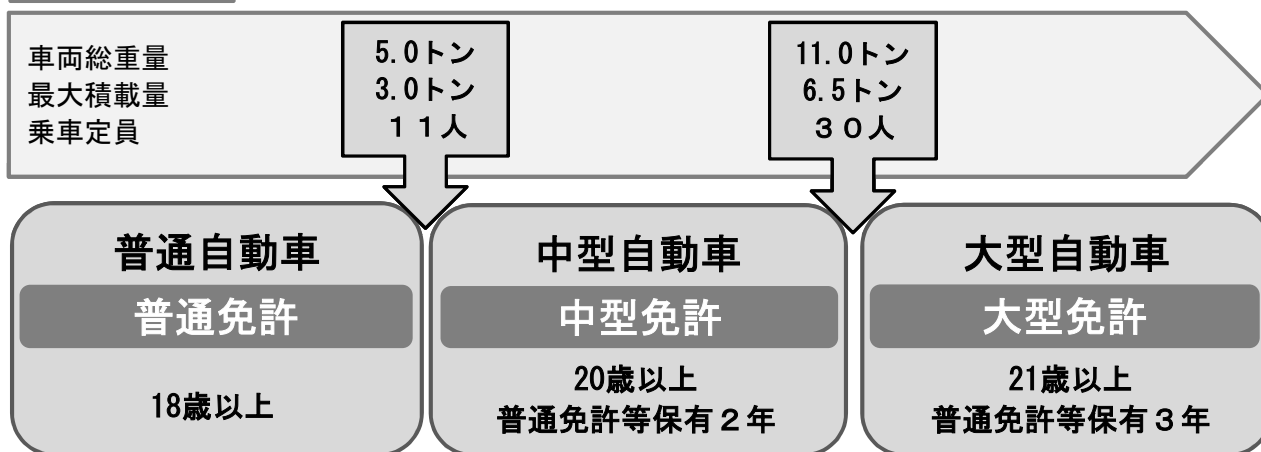 車両総重量
最大積載量
乗車定員
5.0トン
3.0トン
１１人
11.0トン
6.5トン
３０人
普通自動車
普通免許
18歳以上
中型自動車
中型免許
20歳以上
普通免許等保有２年
大型自動車
大型免許
21歳以上
普通免許等保有３年